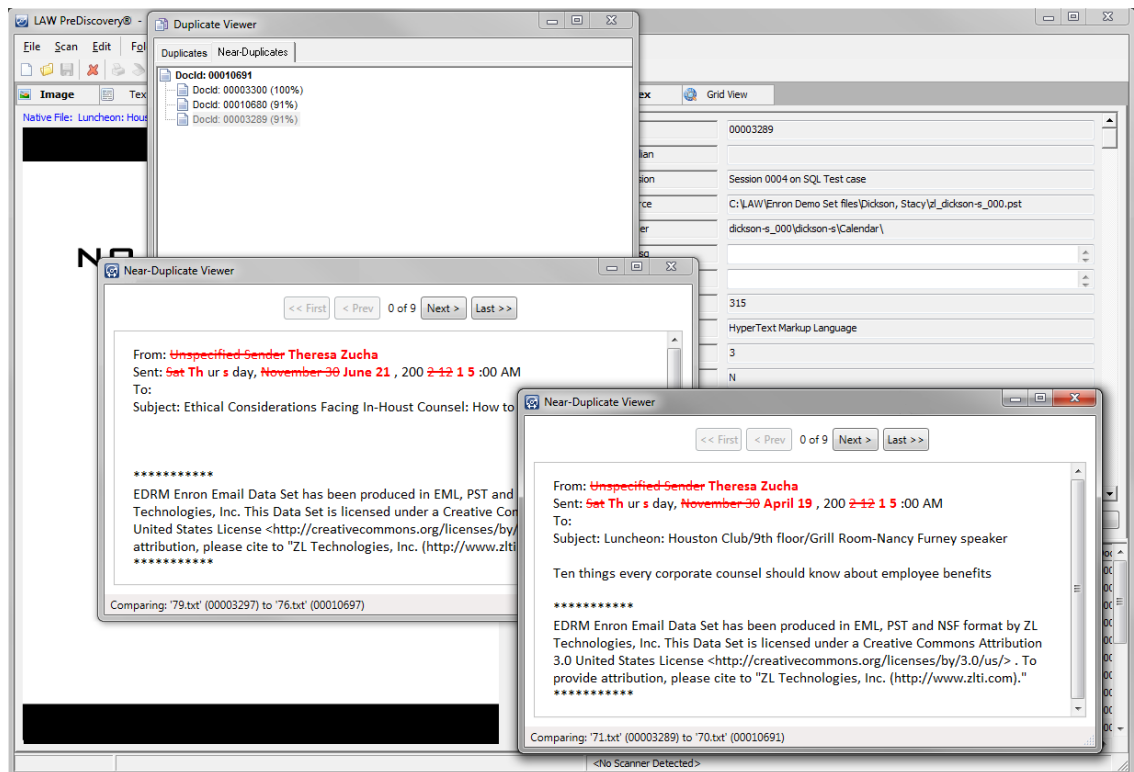 LAW PreDiscovery® -
File Scan Edit Fol
Image
Tex
ex
Grid View
Native File: Luncheon: Hous
NO
Duplicate Viewer
Duplicates Near-Duplicates
DocId: 00010691
DocId: 00003300 (100%)
DocId: 00010680 (91%)
DocId: 00003289 (91%)
00003289
lian
sion Session 0004 on SQL Test case
rce C:\LAW\Enron Demo Set files\Dickson, Stacy\zl_dickson-s_000.pst
er dickson-s_000\dickson-s\Calendar\
sg
315
HyperText Markup Language
3
N
Near-Duplicate Viewer
<< First < Prev 0 of 9 Next > Last >>
From: Unspecified Sender Theresa Zucha
Sent: Sat Th ur s day, November 30 June 21 , 200 2 12 1 5 :00 AM
To:
Subject: Ethical Considerations Facing In-Houst Counsel: How to
***********
EDRM Enron Email Data Set has been produced in EML, PST and
Technologies, Inc. This Data Set is licensed under a Creative Con
United States License <http://creativecommons.org/licenses/by/
attribution, please cite to "ZL Technologies, Inc. (http://www.zlti
***********
Comparing: '79.txt' (00003297) to '76.txt' (00010697)
Near-Duplicate Viewer
<< First < Prev 0 of 9 Next > Last >>
From: Unspecified Sender Theresa Zucha
Sent: Sat Th ur s day, November 30 April 19 , 200 2 12 1 5 :00 AM
To:
Subject: Luncheon: Houston Club/9th floor/Grill Room-Nancy Furney speaker
Ten things every corporate counsel should know about employee benefits
***********
EDRM Enron Email Data Set has been produced in EML, PST and NSF format by ZL
Technologies, Inc. This Data Set is licensed under a Creative Commons Attribution
3.0 United States License <http://creativecommons.org/licenses/by/3.0/us/> . To
provide attribution, please cite to "ZL Technologies, Inc. (http://www.zlti.com)."
***********
Comparing: '71.txt' (00003289) to '70.txt' (00010691)
<No Scanner Detected>